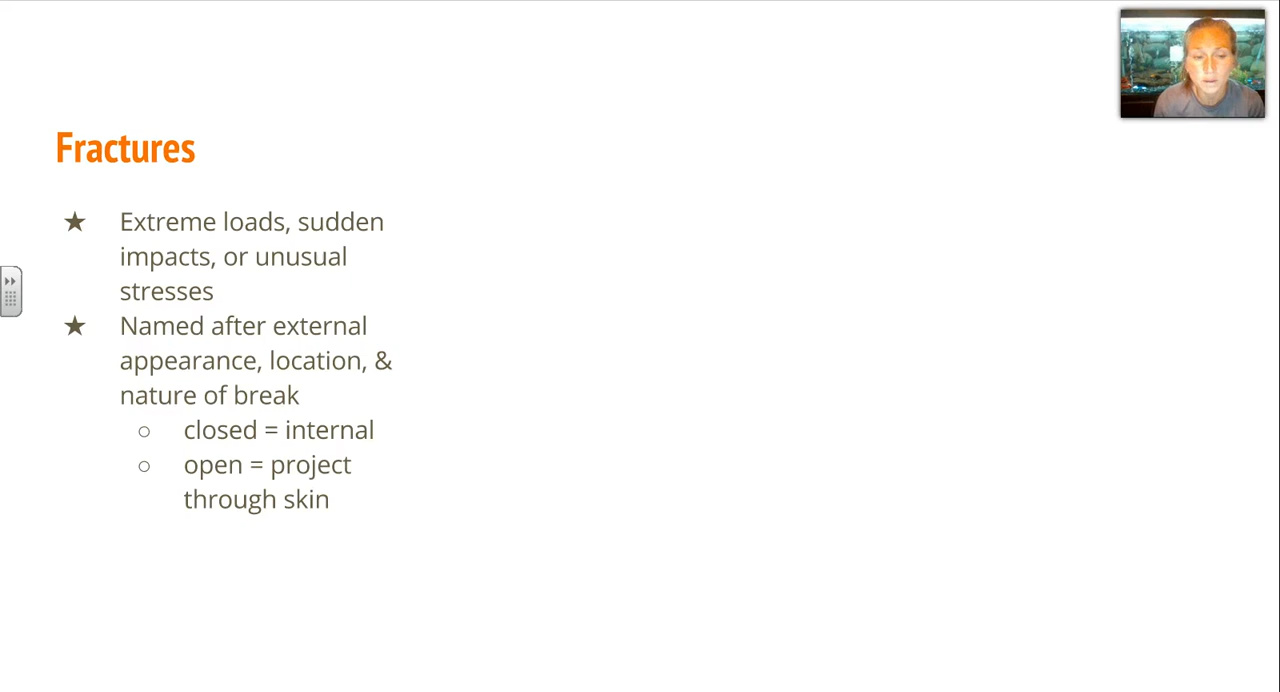 Fractures
★ Extreme loads, sudden
impacts, or unusual
stresses
★ Named after external
appearance, location, &
nature of break
○ closed = internal
○ open = project
through skin